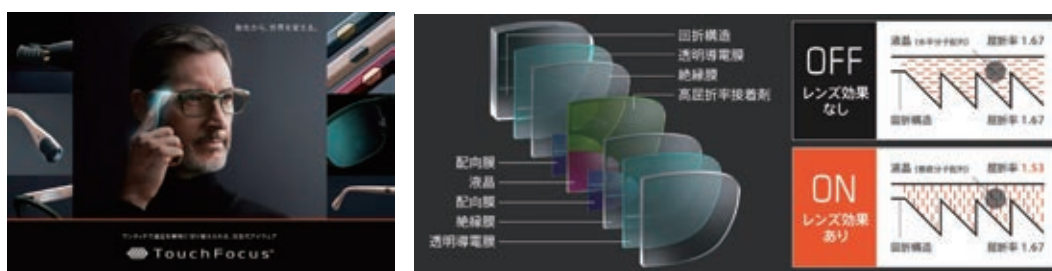 視点から、世界を変える。
TouchFocus
回折構造
透明導電膜
絶縁膜
高屈折率接着剤
配向膜
液晶
配向膜
絶縁膜
透明導電膜
OFF
レンズ効果
なし
液晶 屈折率 1.67
回折構造 屈折率 1.67
ON
レンズ効果
あり
液晶 屈折率 1.53
回折構造 屈折率 1.67